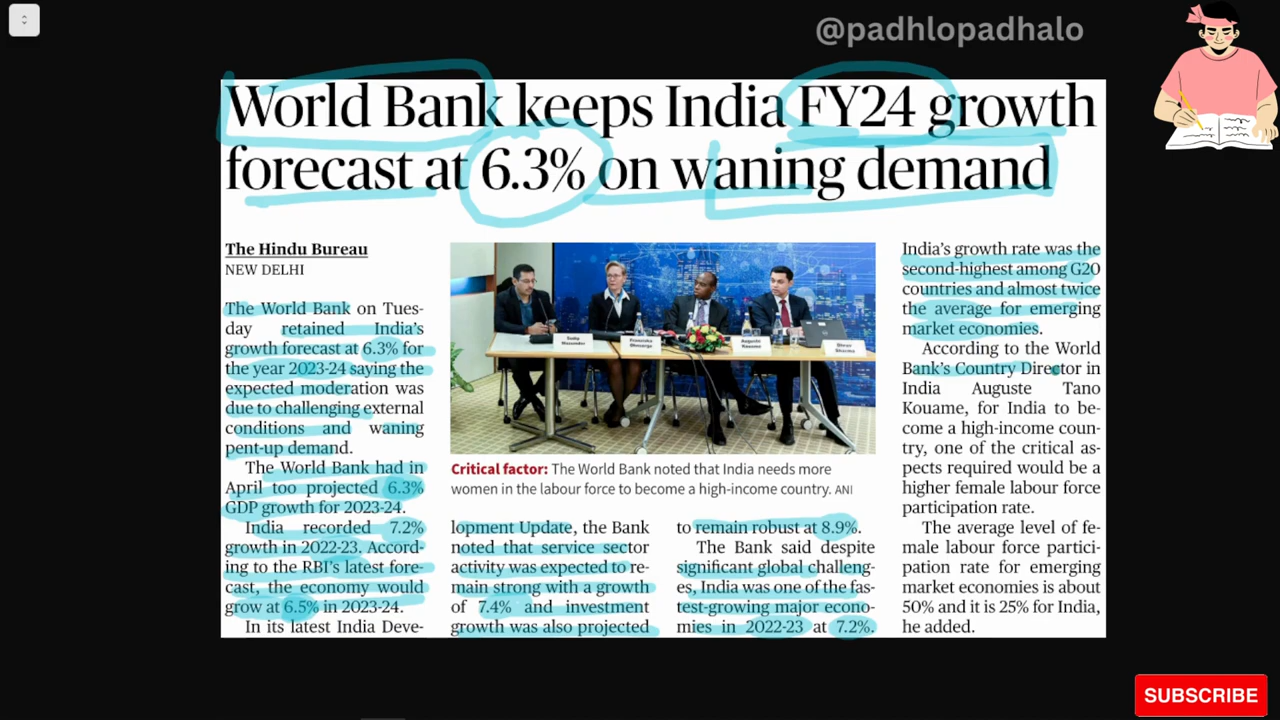 @padhlopadhalo
World Bank keeps India FY24 growth
forecast at 6.3% on waning demand
The Hindu Bureau
NEW DELHI
The World Bank on Tues-
day retained India's
growth forecast at 6.3% for
the year 2023-24 saying the
expected moderation was
due to challenging external
conditions and waning
pent-up demand.
The World Bank had in
April too projected 6.3%
GDP growth for 2023-24.
India recorded 7.2%
growth in 2022-23. Accord-
ing to the RBI's latest fore-
cast, the economy would
grow at 6.5% in 2023-24.
In its latest India Deve-
Critical factor: The World Bank noted that India needs more
women in the labour force to become a high-income country. ANI
lopment Update, the Bank
noted that service sector
activity was expected to re-
main strong with a growth
of 7.4% and investment
growth was also projected
to remain robust at 8.9%.
The Bank said despite
significant global challeng-
es, India was one of the fas-
test-growing major econo-
mies in 2022-23 at 7.2%.
India's growth rate was the
second-highest among G20
countries and almost twice
the average for emerging
market economies.
According to the World
Bank's Country Director in
India Auguste Tano
Kouame, for India to be-
come a high-income coun-
try, one of the critical as-
pects required would be a
higher female labour force
participation rate.
The average level of fe-
male labour force partici-
pation rate for emerging
market economies is about
50% and it is 25% for India,
he added.
SUBSCRIBE